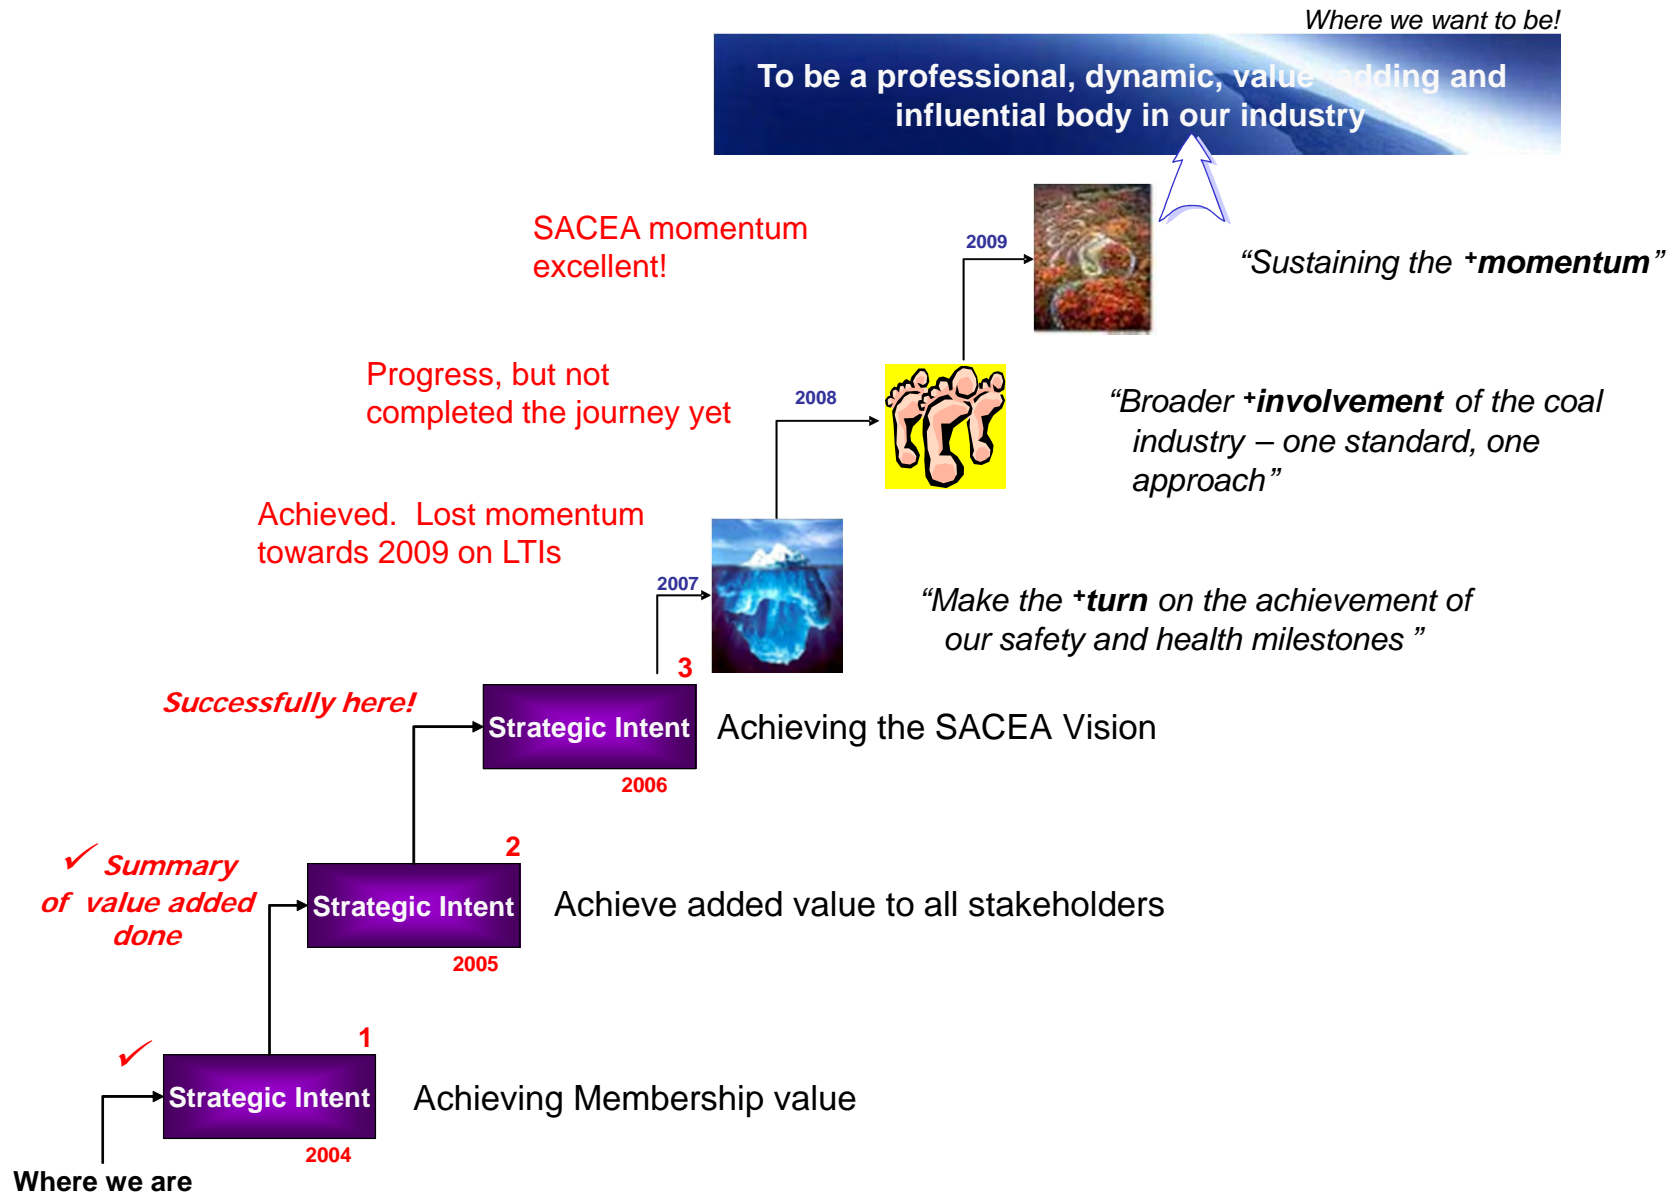 Where we want to be!
To be a professional, dynamic, value-adding and
influential body in our industry
SACEA momentum
excellent!
2009
“Sustaining the +momentum”
Progress, but not
completed the journey yet
2008
“Broader +involvement of the coal
industry – one standard, one
approach”
Achieved. Lost momentum
towards 2009 on LTIs
2007
“Make the +turn on the achievement of
our safety and health milestones ”
3
Successfully here!
Strategic Intent
Achieving the SACEA Vision
2006
2
✓ Summary
of value added
done
Strategic Intent
Achieve added value to all stakeholders
2005
1
✓
Strategic Intent
Achieving Membership value
2004
Where we are